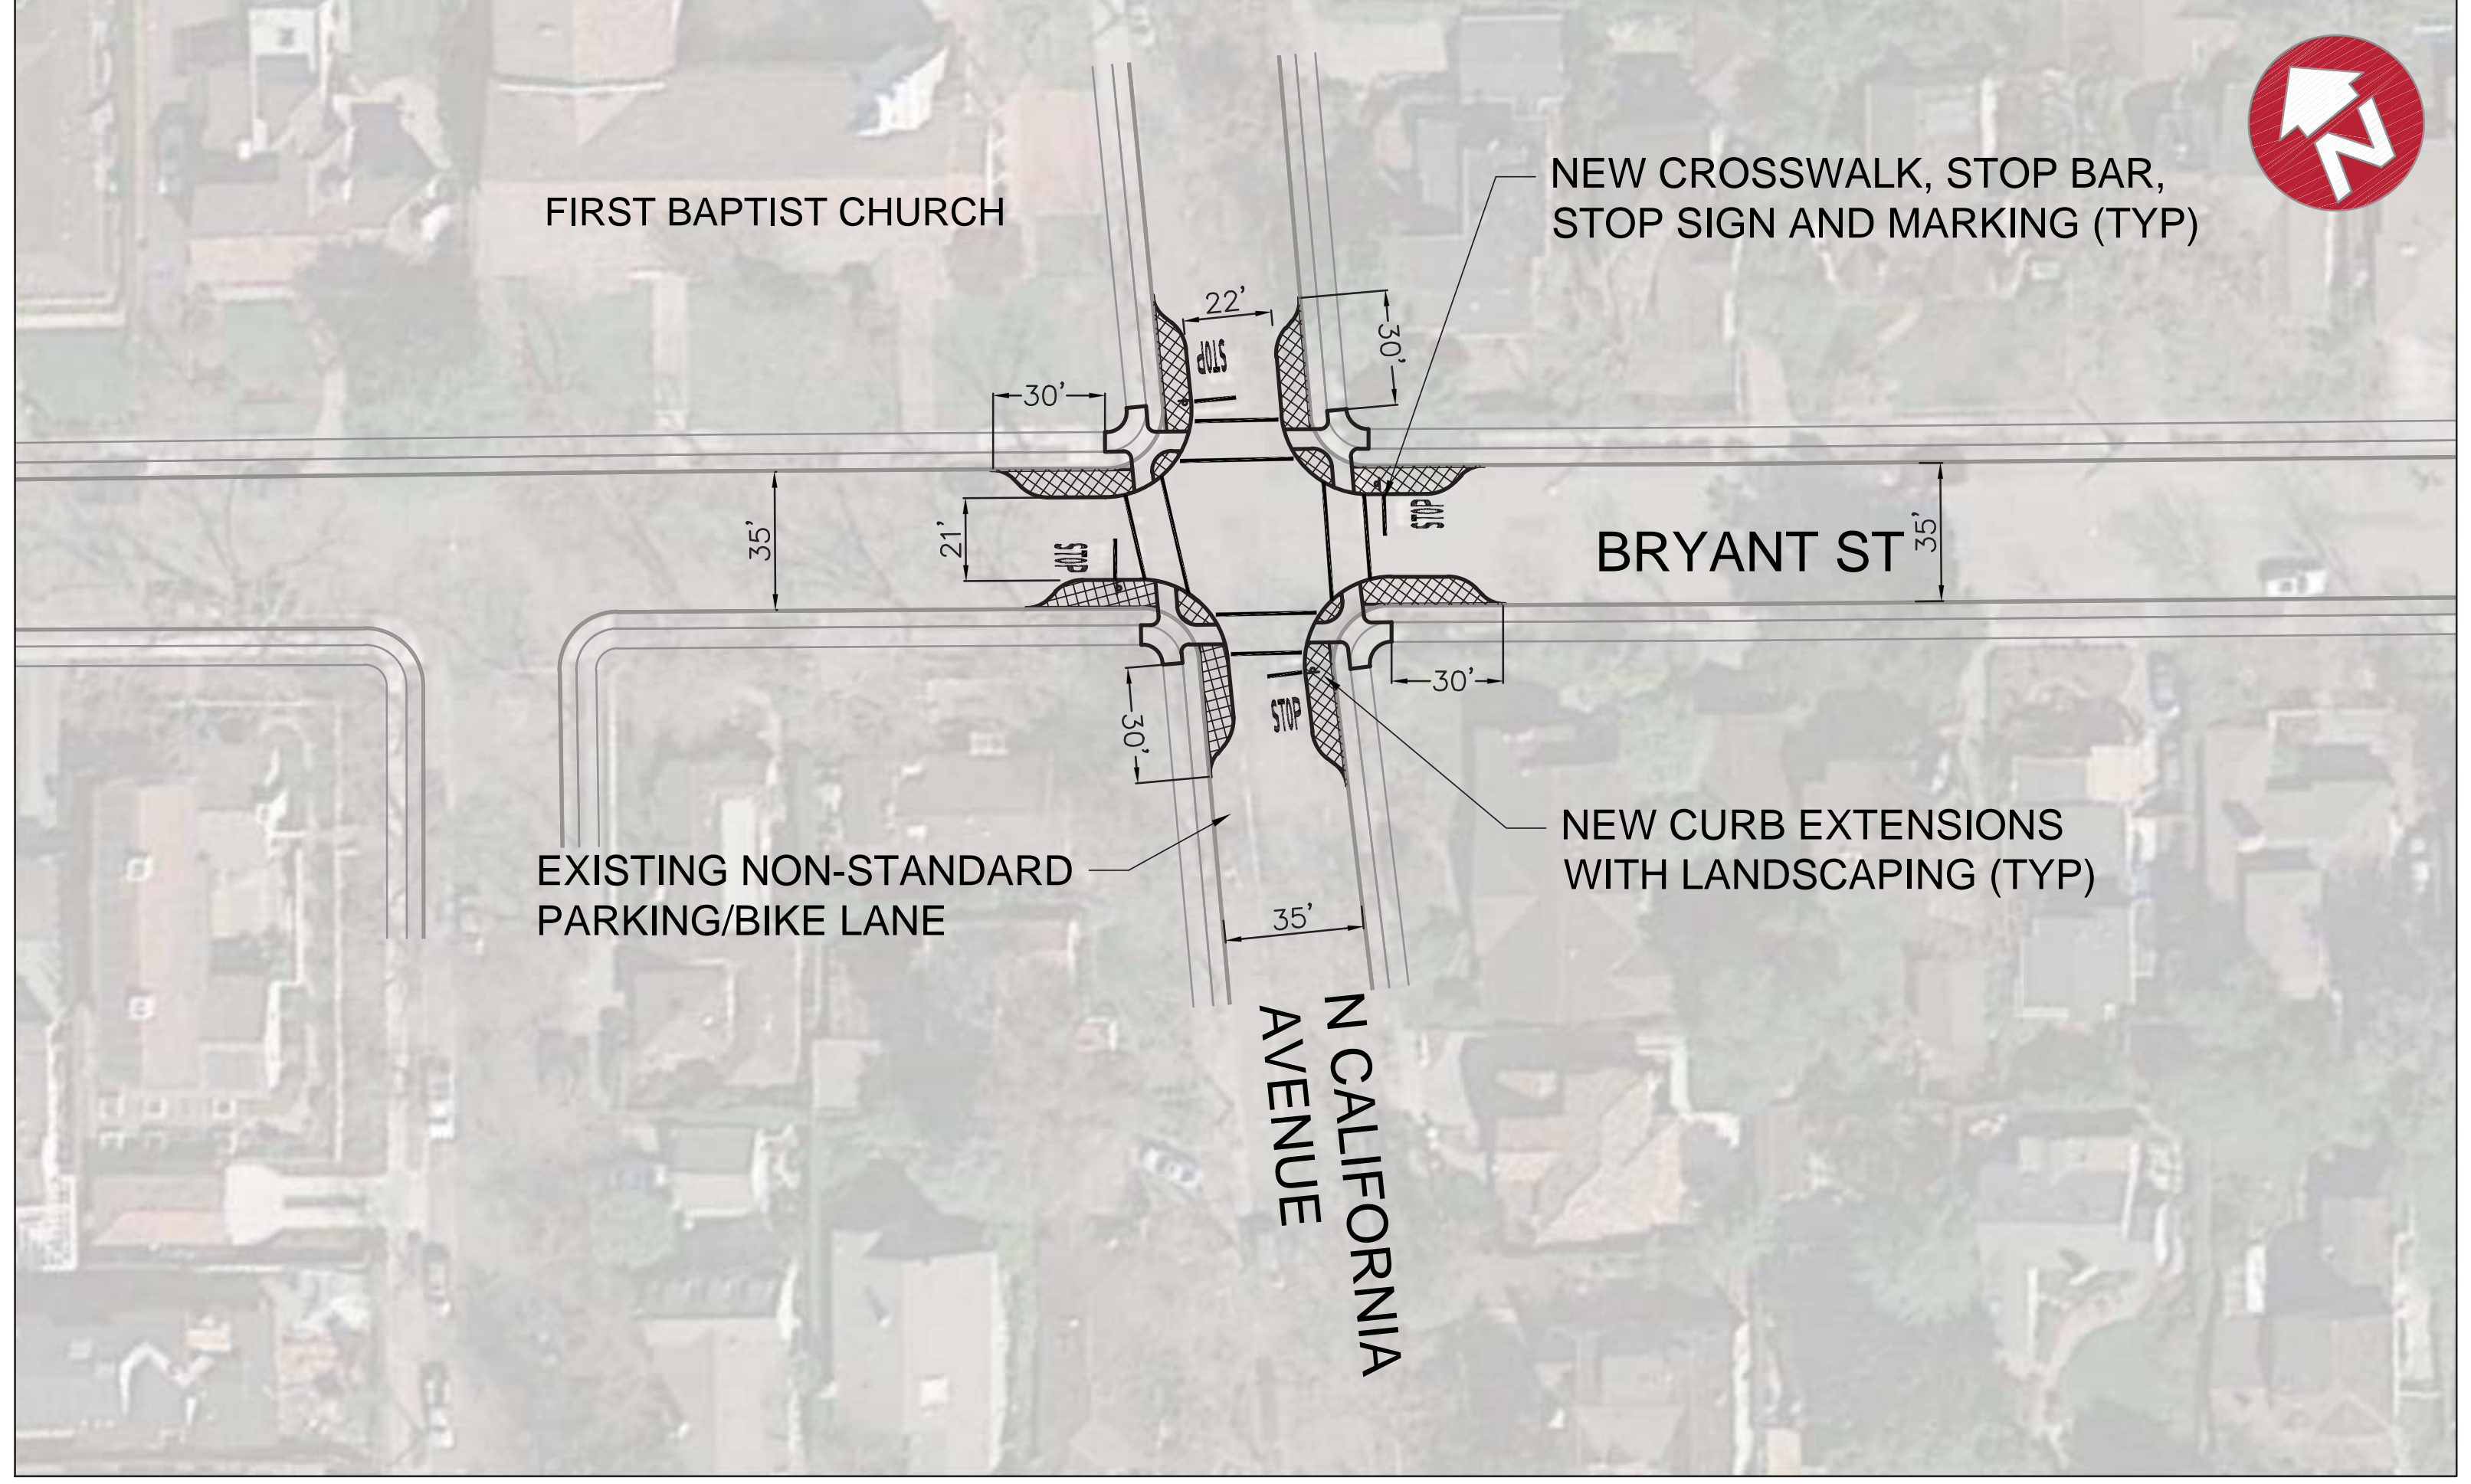 N
NEW CROSSWALK, STOP BAR,
STOP SIGN AND MARKING (TYP)
FIRST BAPTIST CHURCH
22'
30'
STOP
30'
35'
21'
STOP
STOP
BRYANT ST
35'
30'
STOP
30'
NEW CURB EXTENSIONS
WITH LANDSCAPING (TYP)
EXISTING NON-STANDARD
PARKING/BIKE LANE
35'
N CALIFORNIA
AVENUE